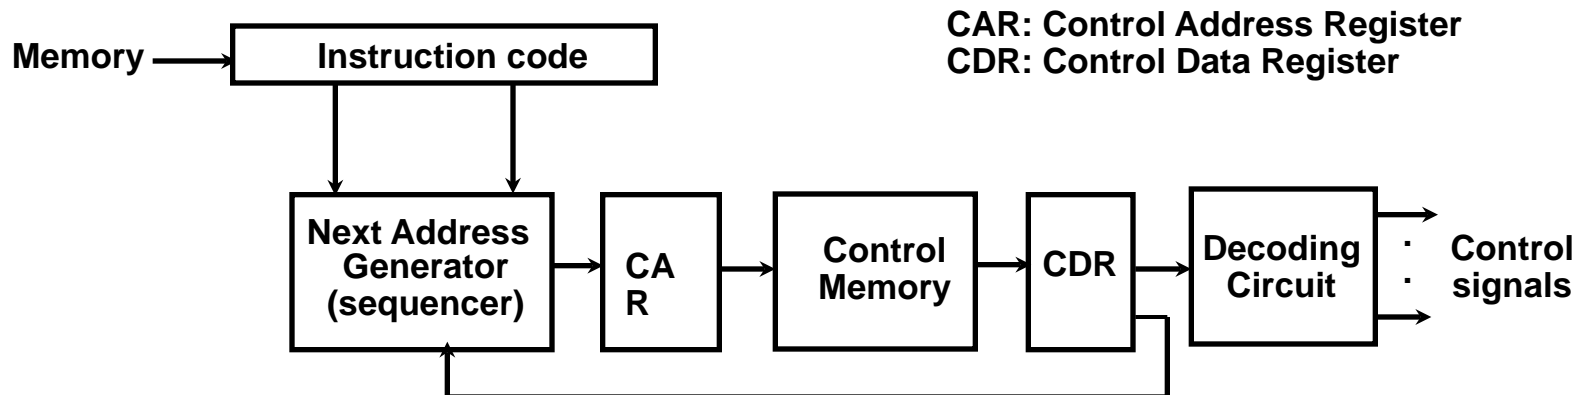 CAR: Control Address Register
CDR: Control Data Register
Memory
Instruction code
Next Address
Generator
(sequencer)
CA
R
Control
Memory
CDR
Decoding
Circuit
.
.
Control
signals